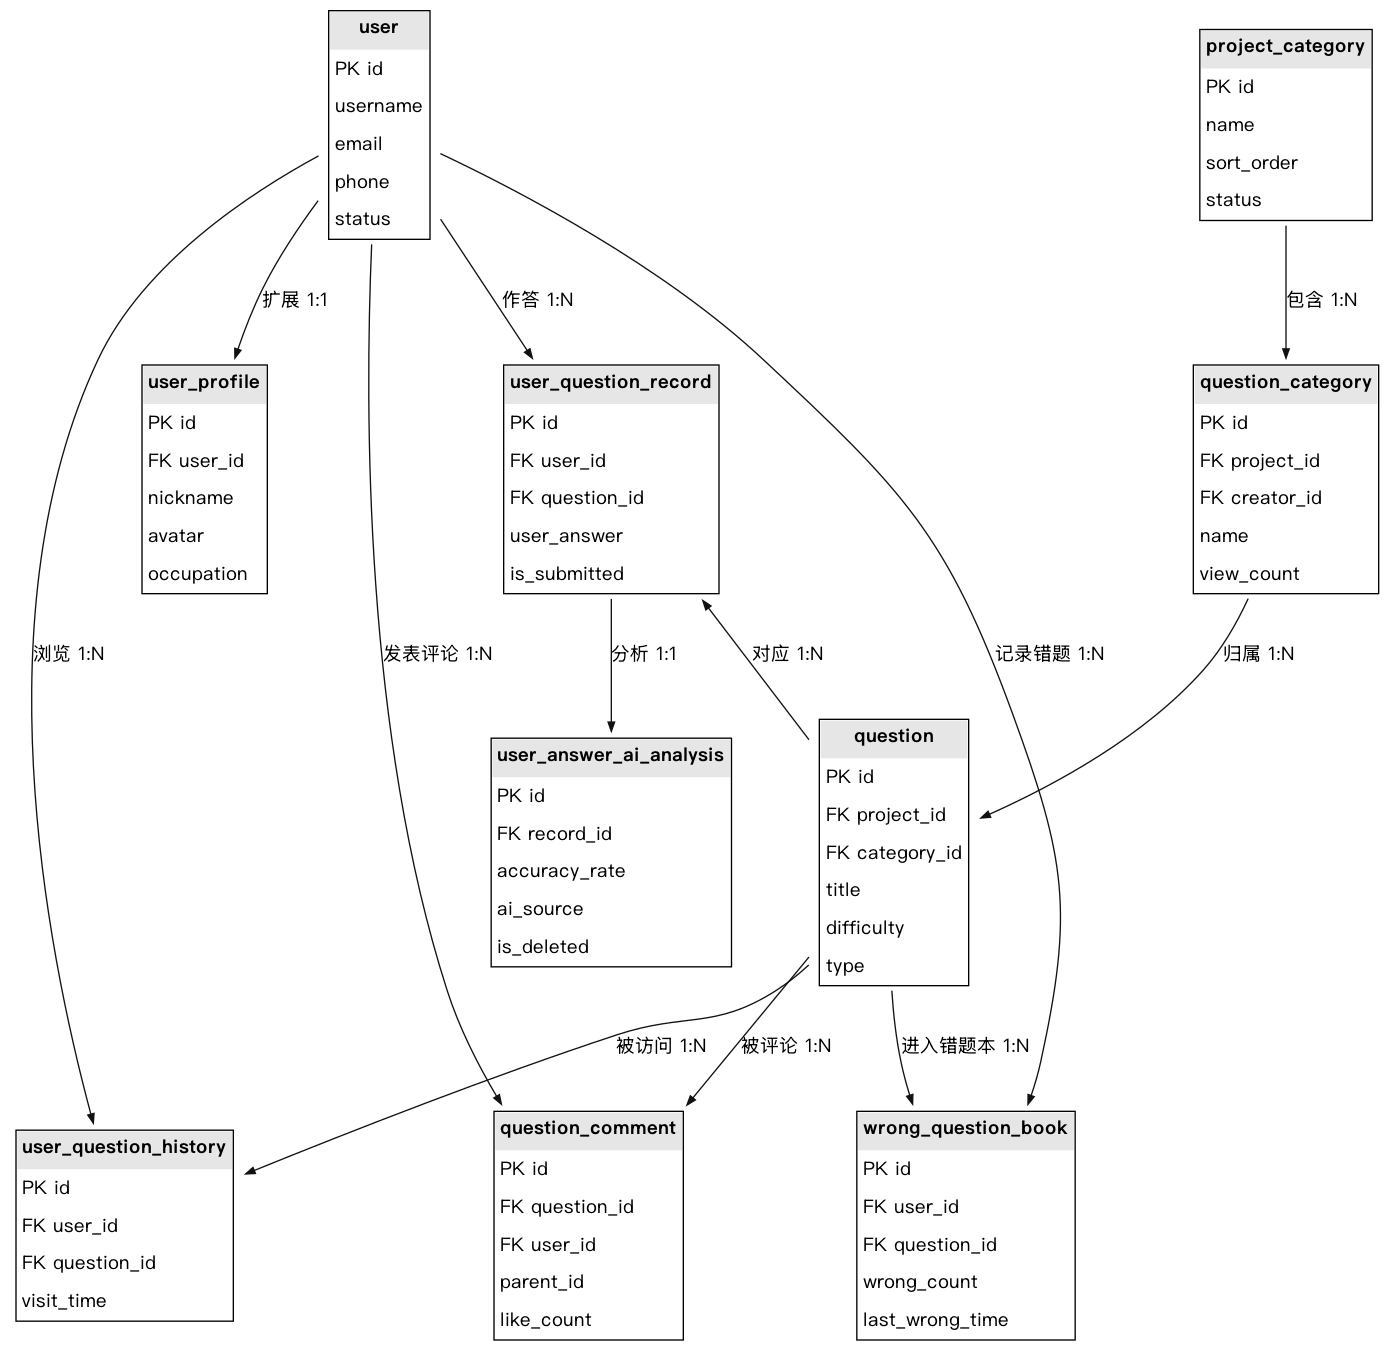 user
PK id
username
email
phone
status
project_category
PK id
name
sort_order
status
扩展 1:1
作答 1:N
包含 1:N
user_profile
PK id
FK user_id
nickname
avatar
occupation
user_question_record
PK id
FK user_id
FK question_id
user_answer
is_submitted
question_category
PK id
FK project_id
FK creator_id
name
view_count
浏览 1:N
发表评论 1:N
分析 1:1
对应 1:N
记录错题 1:N
归属 1:N
user_answer_ai_analysis
PK id
FK record_id
accuracy_rate
ai_source
is_deleted
question
PK id
FK project_id
FK category_id
title
difficulty
type
被访问 1:N
被评论 1:N
进入错题本 1:N
user_question_history
PK id
FK user_id
FK question_id
visit_time
question_comment
PK id
FK question_id
FK user_id
parent_id
like_count
wrong_question_book
PK id
FK user_id
FK question_id
wrong_count
last_wrong_time